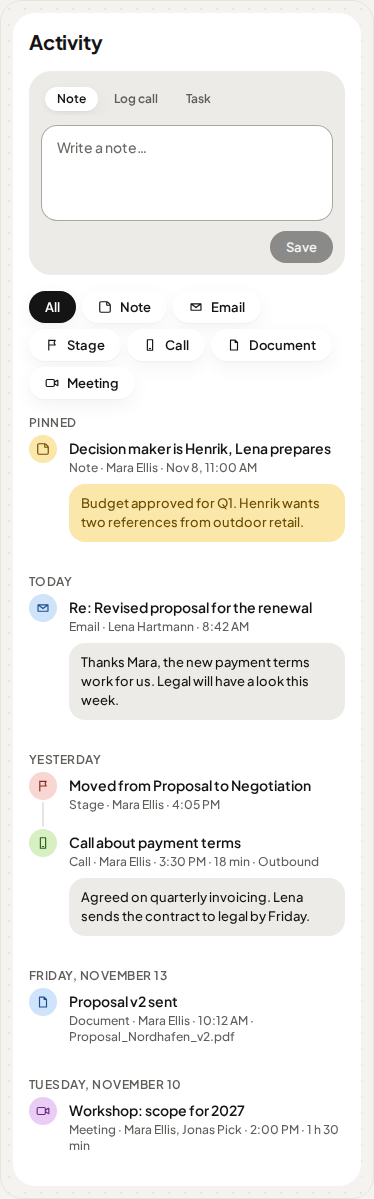 Activity
Note Log call Task
Write a note…
Save
All Note Email
Stage Call Document
Meeting
PINNED
Decision maker is Henrik, Lena prepares
Note · Mara Ellis · Nov 8, 11:00 AM
Budget approved for Q1. Henrik wants
two references from outdoor retail.
TODAY
Re: Revised proposal for the renewal
Email · Lena Hartmann · 8:42 AM
Thanks Mara, the new payment terms
work for us. Legal will have a look this
week.
YESTERDAY
Moved from Proposal to Negotiation
Stage · Mara Ellis · 4:05 PM
Call about payment terms
Call · Mara Ellis · 3:30 PM · 18 min · Outbound
Agreed on quarterly invoicing. Lena
sends the contract to legal by Friday.
FRIDAY, NOVEMBER 13
Proposal v2 sent
Document · Mara Ellis · 10:12 AM ·
Proposal_Nordhafen_v2.pdf
TUESDAY, NOVEMBER 10
Workshop: scope for 2027
Meeting · Mara Ellis, Jonas Pick · 2:00 PM · 1 h 30
min